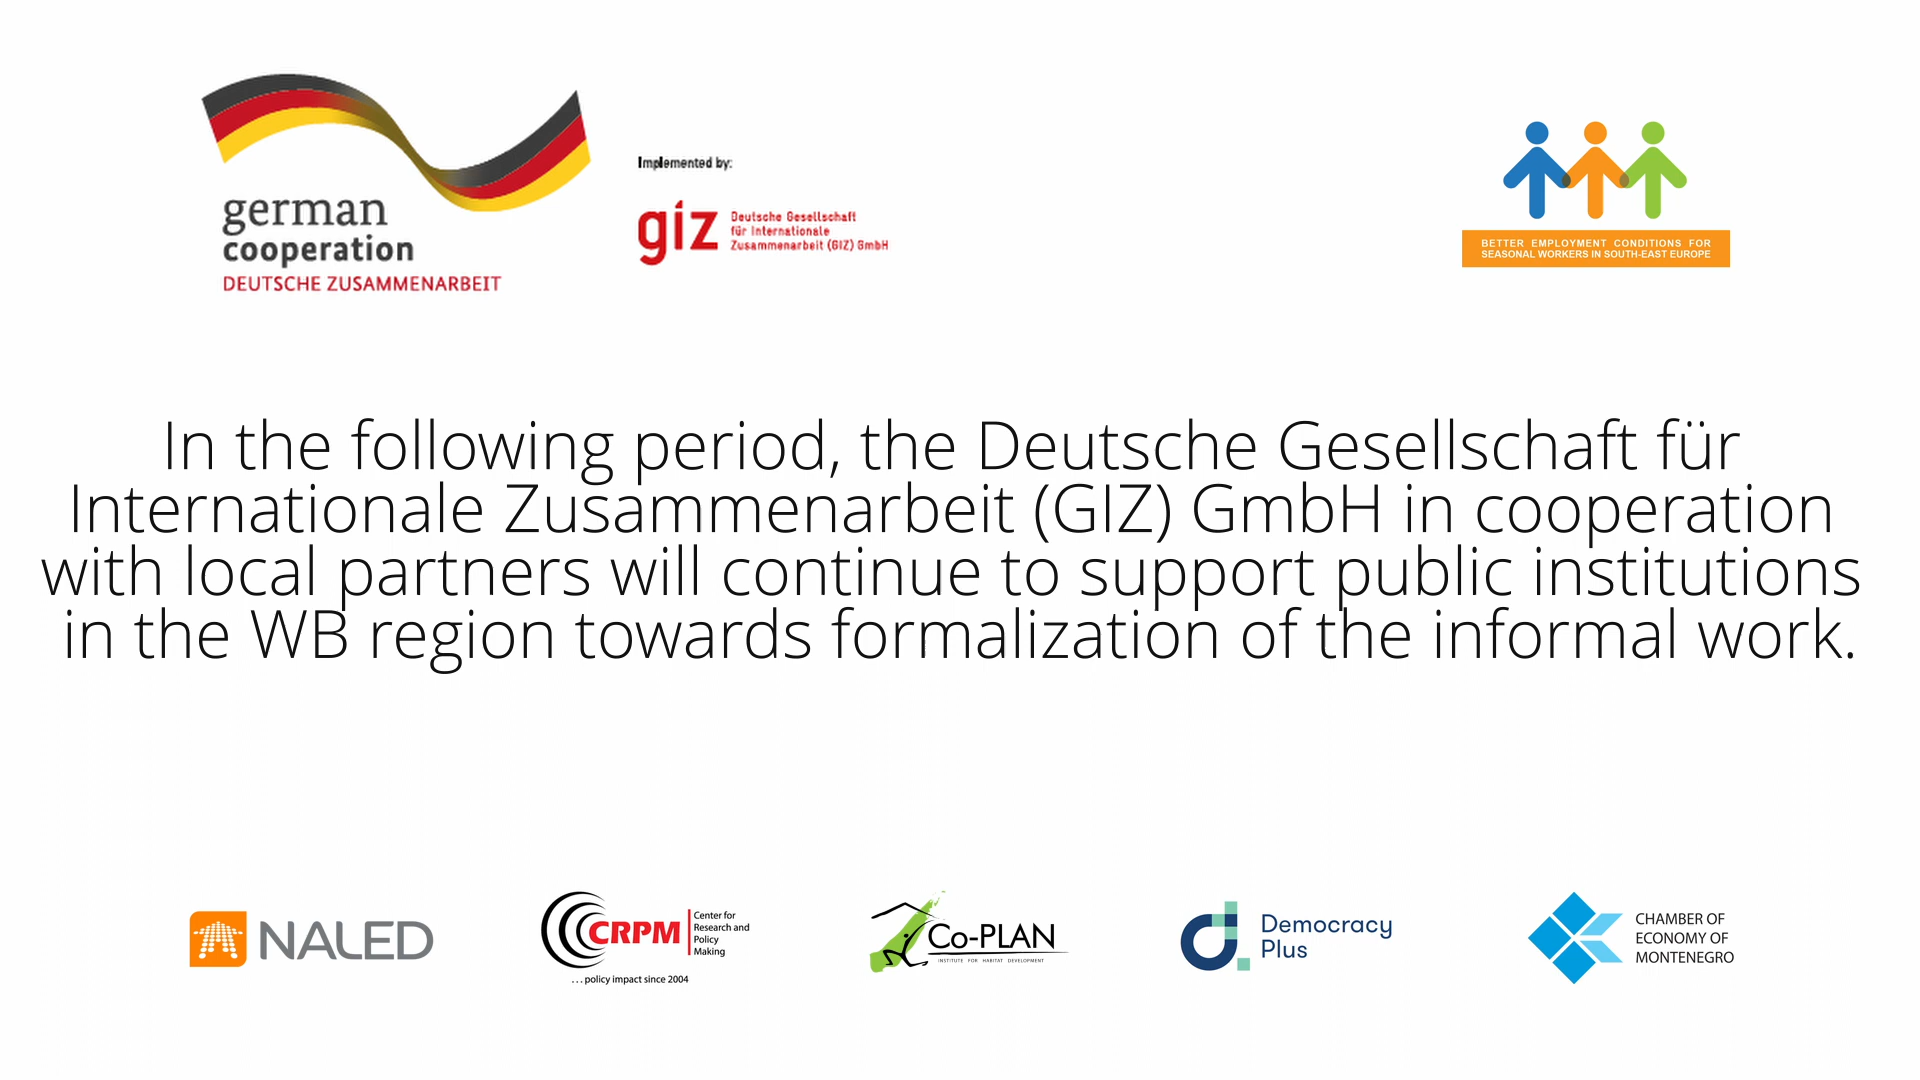 german
cooperation
DEUTSCHE ZUSAMMENARBEIT
Implemented by:
giz
Deutsche Gesellschaft
für Internationale
Zusammenarbeit (GIZ) GmbH
BETTER EMPLOYMENT CONDITIONS FOR
SEASONAL WORKERS IN SOUTH-EAST EUROPE
In the following period, the Deutsche Gesellschaft für
Internationale Zusammenarbeit (GIZ) GmbH in cooperation
with local partners will continue to support public institutions
in the WB region towards formalization of the informal work.
NALED
CRPM
Center for
Research and
Policy
Making
...policy impact since 2004
Co-PLAN
INSTITUTE FOR HABITAT DEVELOPMENT
Democracy
Plus
CHAMBER OF
ECONOMY OF
MONTENEGRO